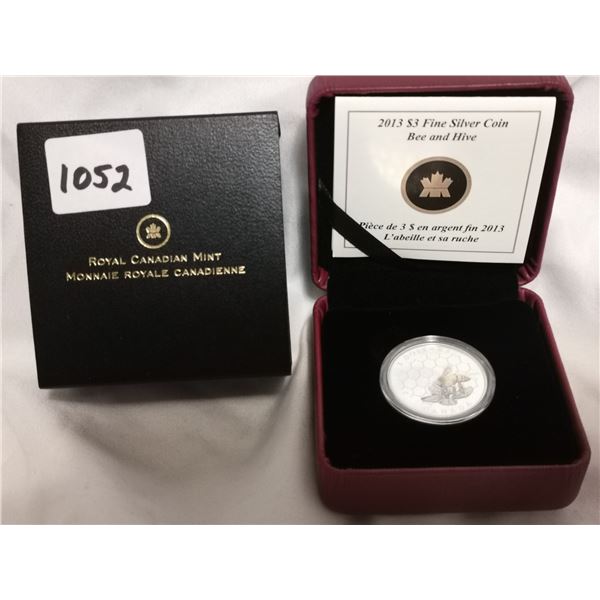 1052
ROYAL CANADIAN MINT
MONNAIE ROYALE CANADIENNE
2013 $3 Fine Silver Coin
Bee and Hive
Pièce de 3 $ en argent fin 2013
L'abeille et sa ruche
CANADA